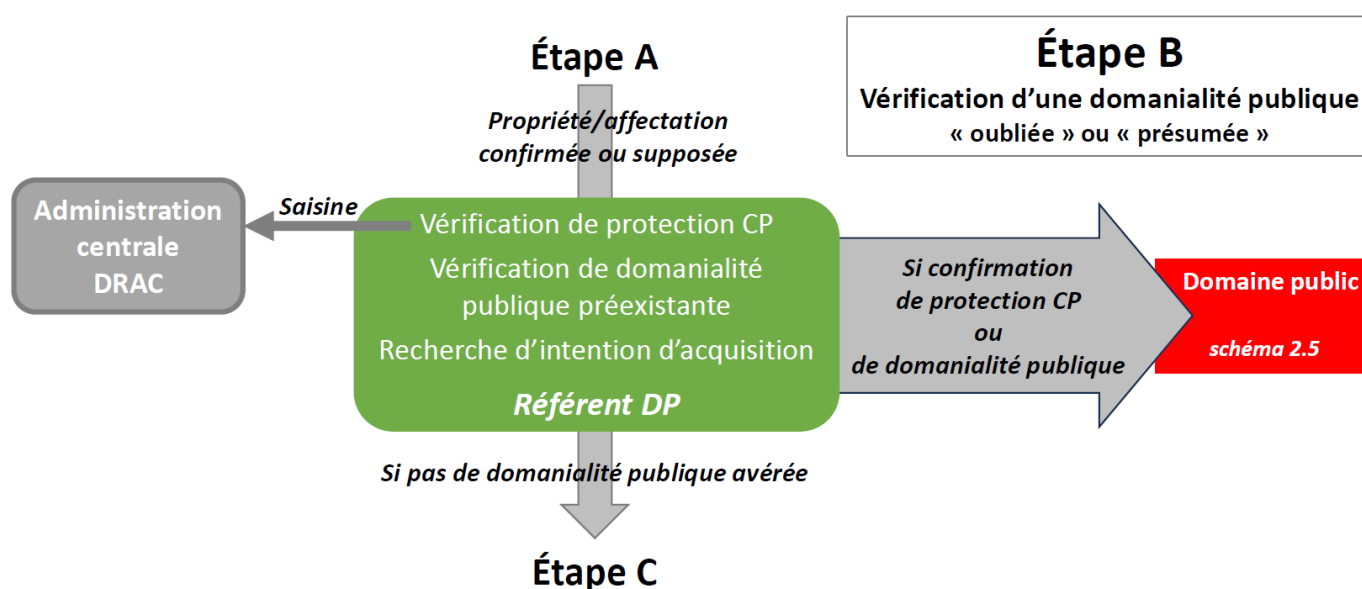 Étape A
Propriété/affectation
confirmée ou supposée
Étape B
Vérification d’une domanialité publique
« oubliée » ou « présumée »
Administration
centrale
DRAC
Saisine
Vérification de protection CP
Vérification de domanialité
publique préexistante
Recherche d’intention d’acquisition
Référent DP
Si confirmation
de protection CP
ou
de domanialité publique
Domaine public
schéma 2.5
Si pas de domanialité publique avérée
Étape C